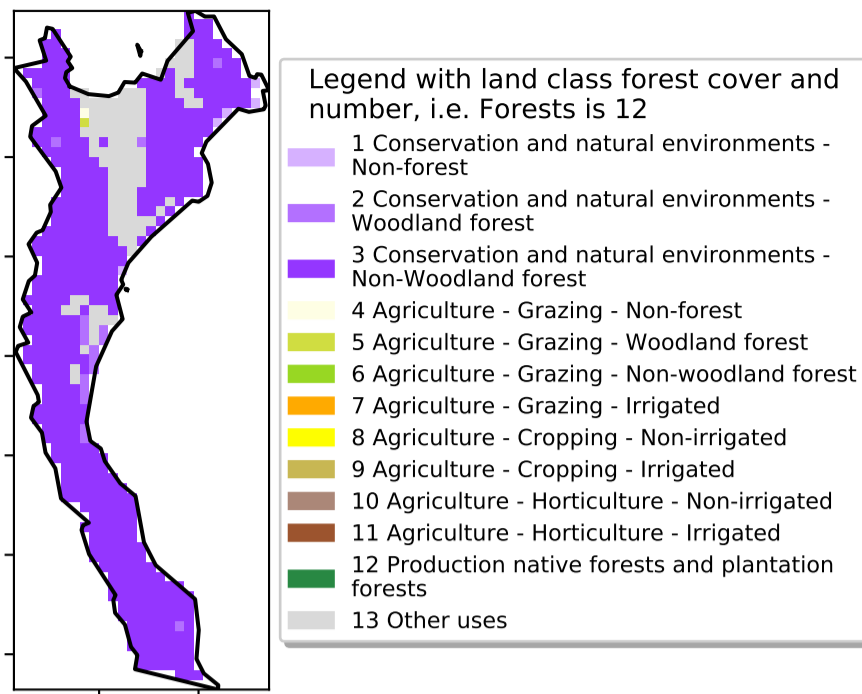 Legend with land class forest cover and
number, i.e. Forests is 12
1 Conservation and natural environments -
Non-forest
2 Conservation and natural environments -
Woodland forest
3 Conservation and natural environments -
Non-Woodland forest
4 Agriculture - Grazing - Non-forest
5 Agriculture - Grazing - Woodland forest
6 Agriculture - Grazing - Non-woodland forest
7 Agriculture - Grazing - Irrigated
8 Agriculture - Cropping - Non-irrigated
9 Agriculture - Cropping - Irrigated
10 Agriculture - Horticulture - Non-irrigated
11 Agriculture - Horticulture - Irrigated
12 Production native forests and plantation
forests
13 Other uses